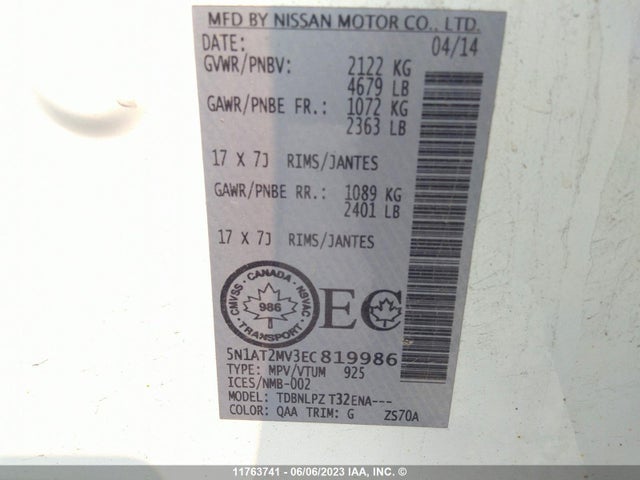 MFD BY NISSAN MOTOR CO., LTD.
DATE: 04/14
GVWR/PNBV: 2122 KG
4679 LB
GAWR/PNBE FR.: 1072 KG
2363 LB
17 X 7J RIMS/JANTES
GAWR/PNBE RR.: 1089 KG
2401 LB
17 X 7J RIMS/JANTES
CMVSS · CANADA · NSVAC · TRANSPORT ·
986
EC
5N1AT2MV3EC819986
TYPE: MPV/VTUM 925
ICES/NMB-002
MODEL: TDBNLPZ T32ENA---
COLOR: QAA TRIM: G ZS70A
11763741 - 06/06/2023 IAA, INC. ©